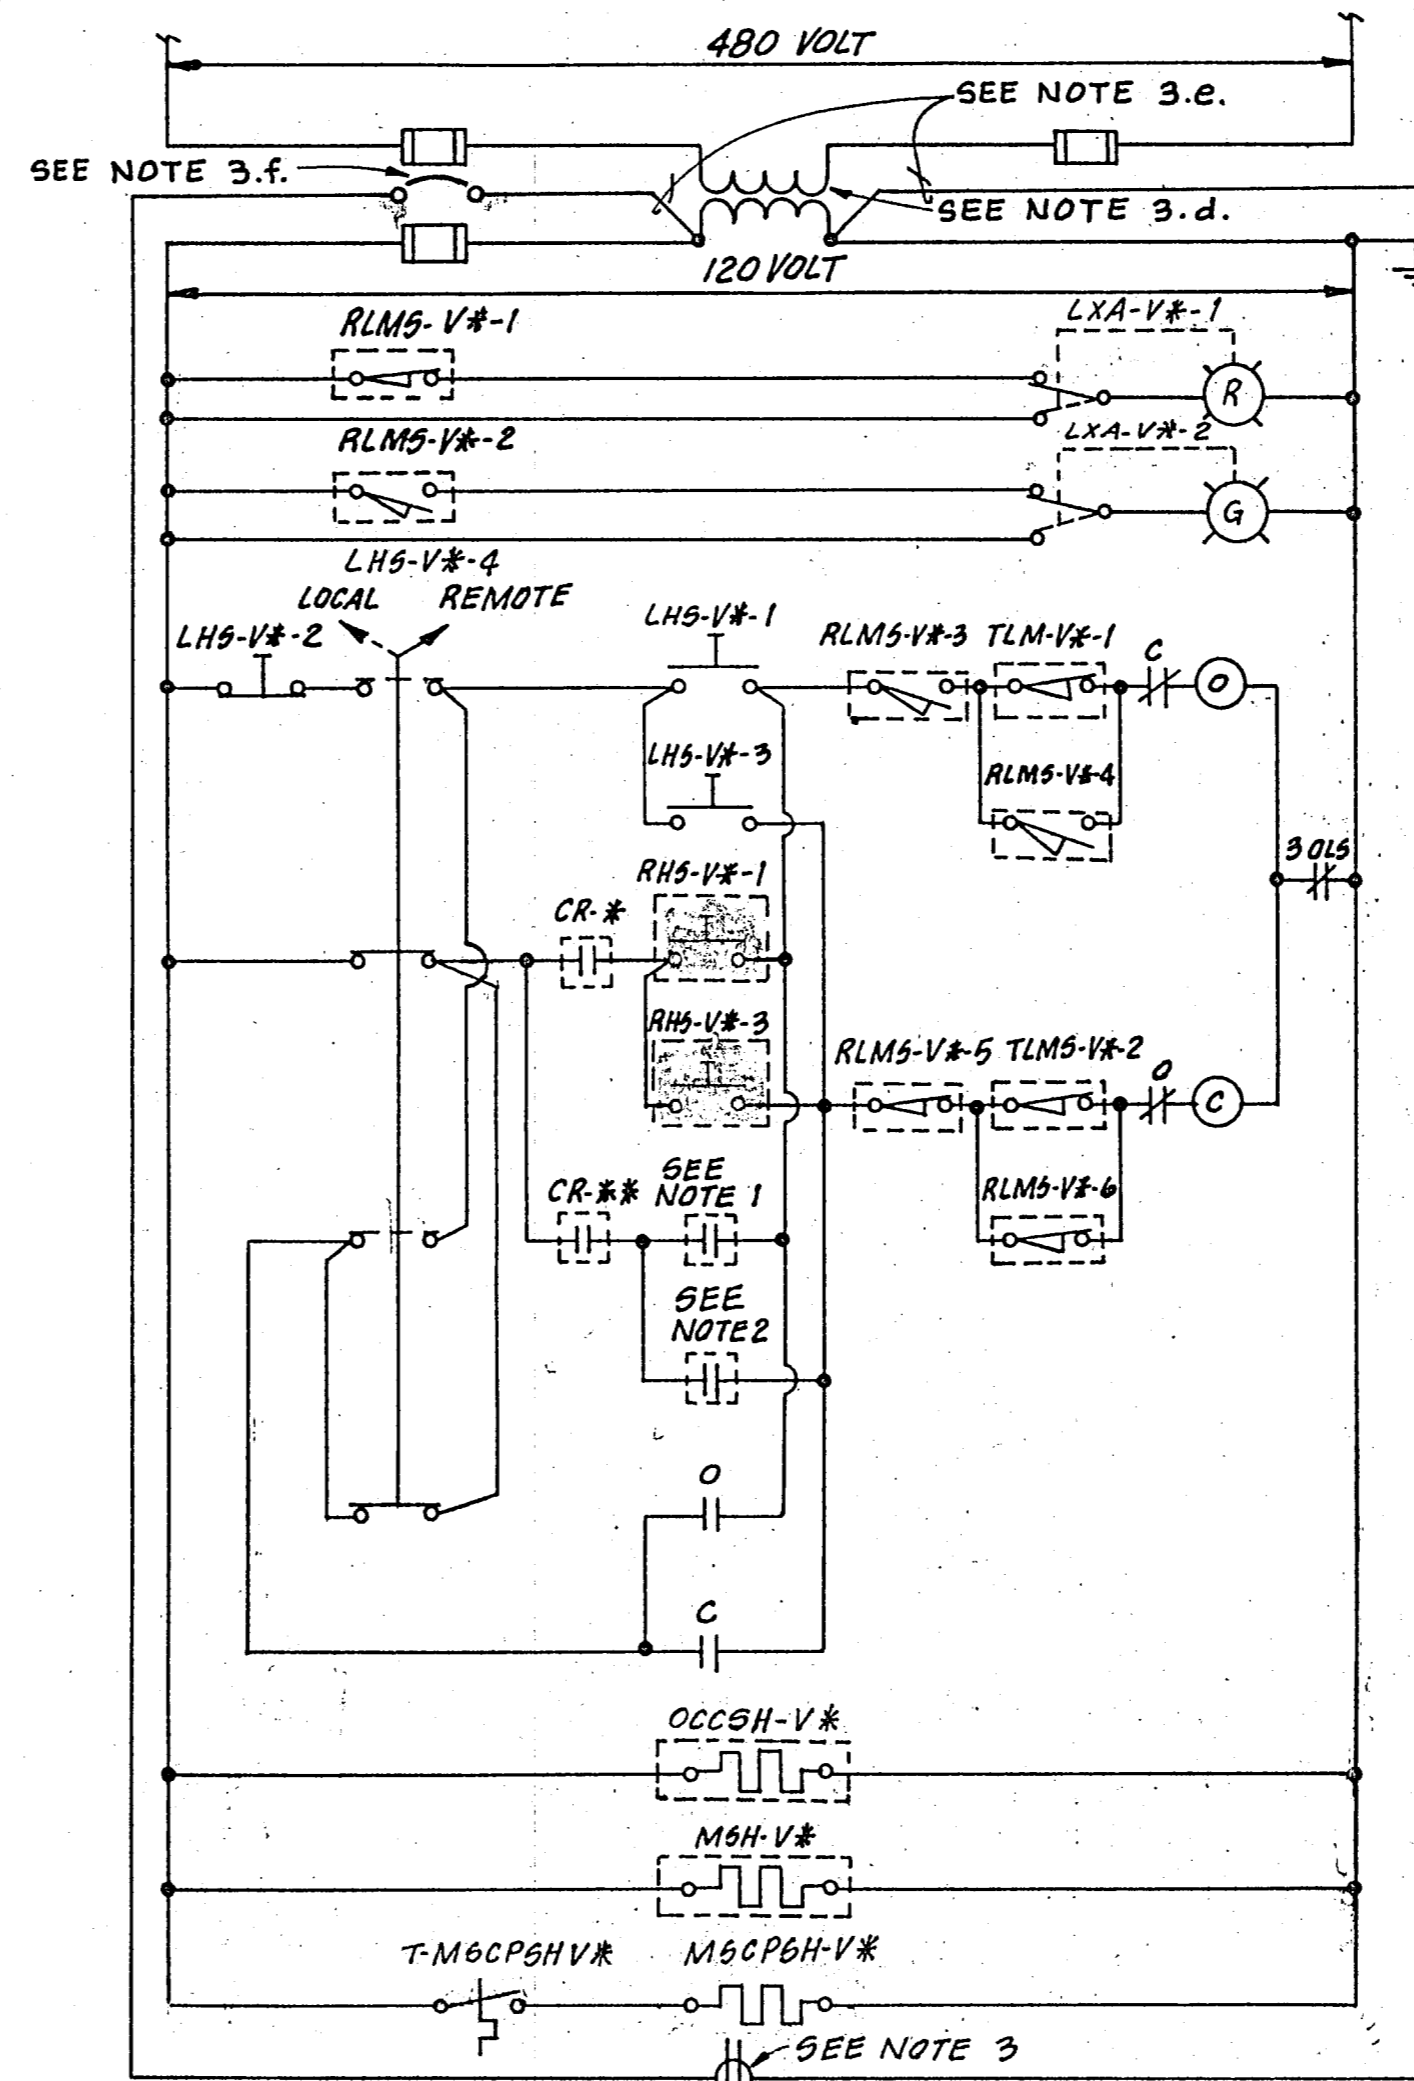 480 VOLT
SEE NOTE 3.e.
SEE NOTE 3.f.
SEE NOTE 3.d.
120 VOLT
RLMS-V*-1
LXA-V*-1
R
RLMS-V*-2
LXA-V*-2
G
LHS-V*-4
LOCAL
REMOTE
LHS-V*-2
LHS-V*-1
RLMS-V*-3
TLM-V*-1
C
O
LHS-V*-3
RLMS-V*-4
3 OLS
RHS-V*-1
CR-*
RHS-V*-3
RLMS-V*-5
TLMS-V*-2
O
C
CR-**
SEE
NOTE 1
RLMS-V*-6
SEE
NOTE 2
O
C
OCCSH-V*
MSH-V*
T-MSCPSHV*
MSCPSH-V*
SEE NOTE 3